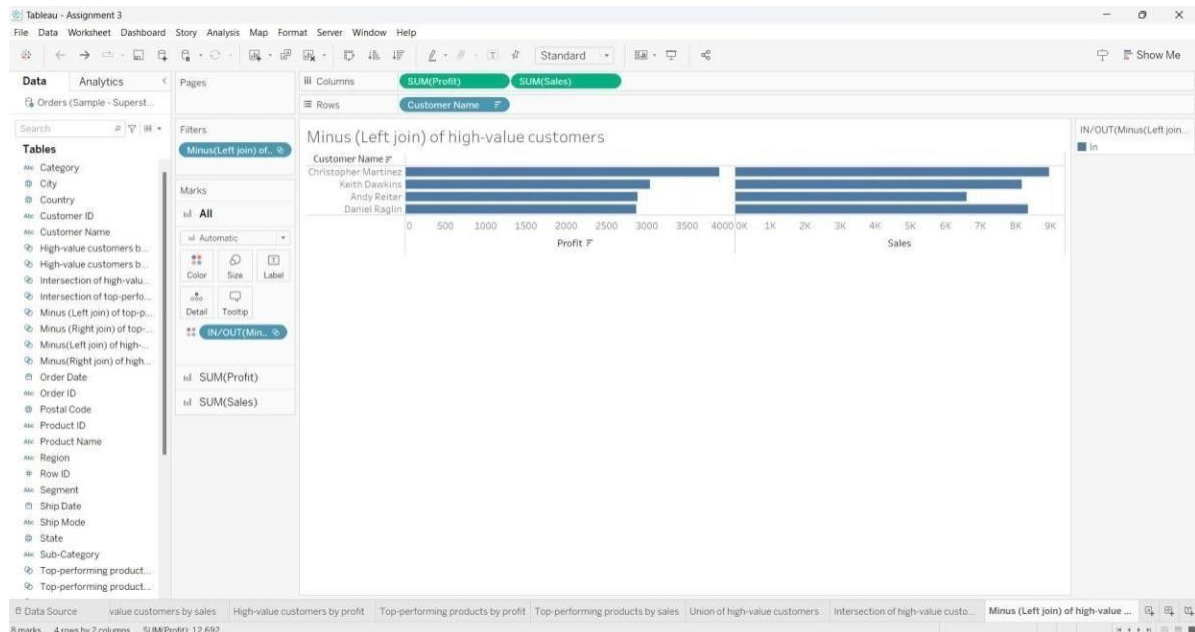 Tableau - Assignment 3
File Data Worksheet Dashboard Story Analysis Map Format Server Window Help
Standard
Show Me
Data Analytics
Pages
Columns SUM(Profit) SUM(Sales)
Orders (Sample - Superst...
Rows Customer Name
Search
Filters
Minus (Left join) of high-value customers
IN/OUT(Minus(Left join...
In
Tables
Minus(Left join) of..
Customer Name
Abc Category
Christopher Martinez
City
Keith Dawkins
Country
Marks
Andy Reiter
Abc Customer ID
All
Daniel Raglin
Abc Customer Name
0 500 1000 1500 2000 2500 3000 3500 4000 0K 1K 2K 3K 4K 5K 6K 7K 8K 9K
High-value customers b...
Automatic
Profit Sales
High-value customers b...
Intersection of high-valu...
Color Size Label
Intersection of top-perfo...
Minus (Left join) of top-p...
Detail Tooltip
Minus (Right join) of top-...
IN/OUT(Min..
Minus(Left join) of high-...
Minus(Right join) of high...
Order Date
SUM(Profit)
Abc Order ID
Postal Code
SUM(Sales)
Abc Product ID
Abc Product Name
Abc Region
# Row ID
Abc Segment
Ship Date
Abc Ship Mode
State
Abc Sub-Category
Top-performing product...
Top-performing product...
Data Source value customers by sales High-value customers by profit Top-performing products by profit Top-performing products by sales Union of high-value customers Intersection of high-value custo... Minus (Left join) of high-value ...
8 marks 4 rows by 2 columns SUM(Profit): 12,692